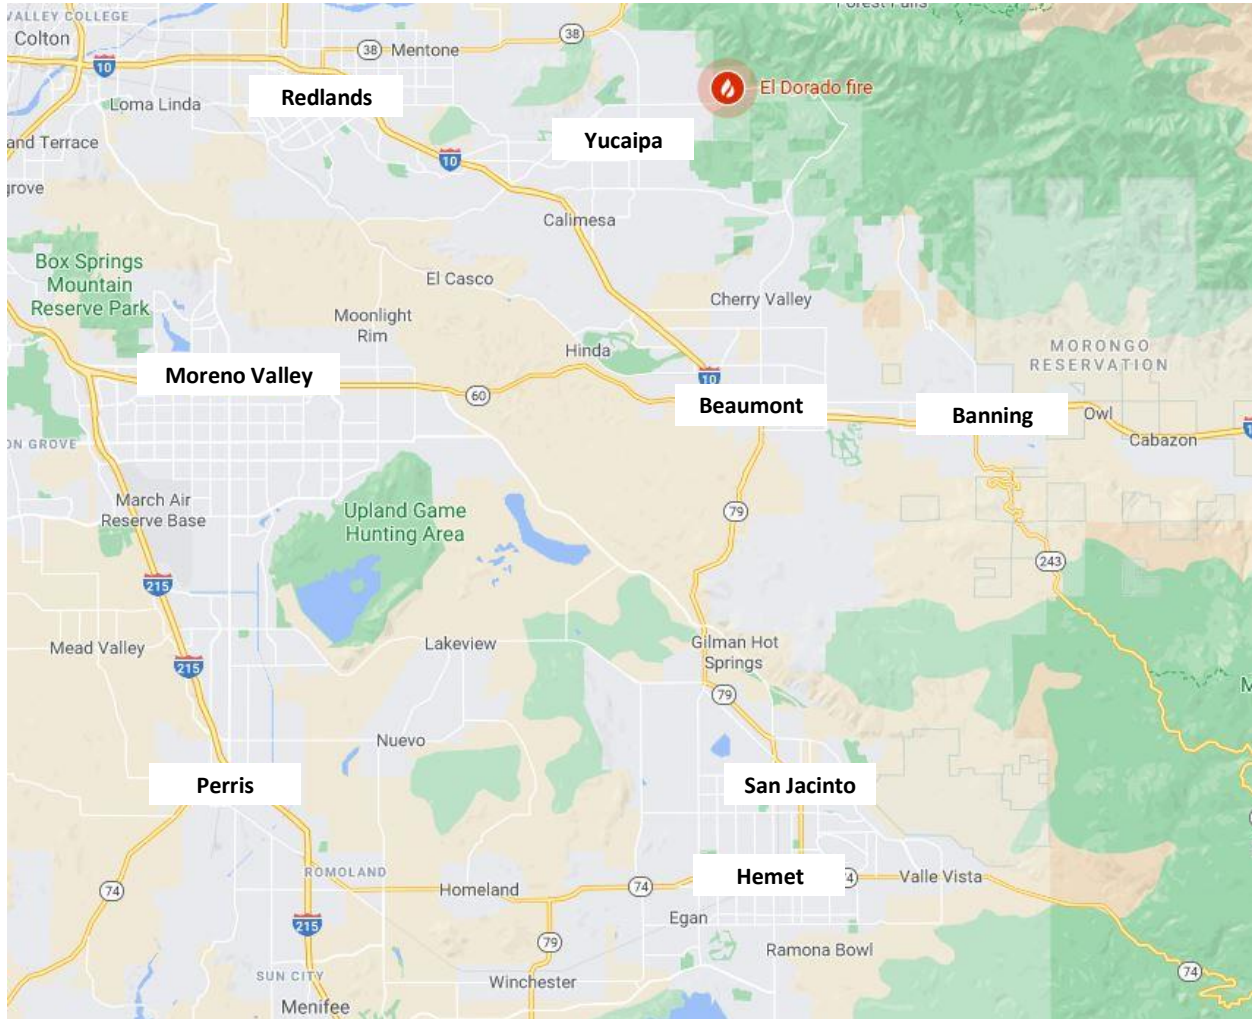 VALLEY COLLEGE
Colton
Forest Falls
38
Mentone
38
10
Redlands
El Dorado fire
Loma Linda
Yucaipa
and Terrace
10
grove
Calimesa
Box Springs
Mountain
Reserve Park
El Casco
Cherry Valley
Moonlight
Rim
Hinda
MORONGO
RESERVATION
Moreno Valley
10
60
Beaumont
Banning
Owl
Cabazon
ON GROVE
March Air
Reserve Base
Upland Game
Hunting Area
79
243
215
Mead Valley
Lakeview
Gilman Hot
Springs
215
79
M
Nuevo
Perris
San Jacinto
ROMOLAND
74
Homeland
74
Hemet
74
Valle Vista
215
79
Egan
Ramona Bowl
SUN CITY
Winchester
74
Menifee